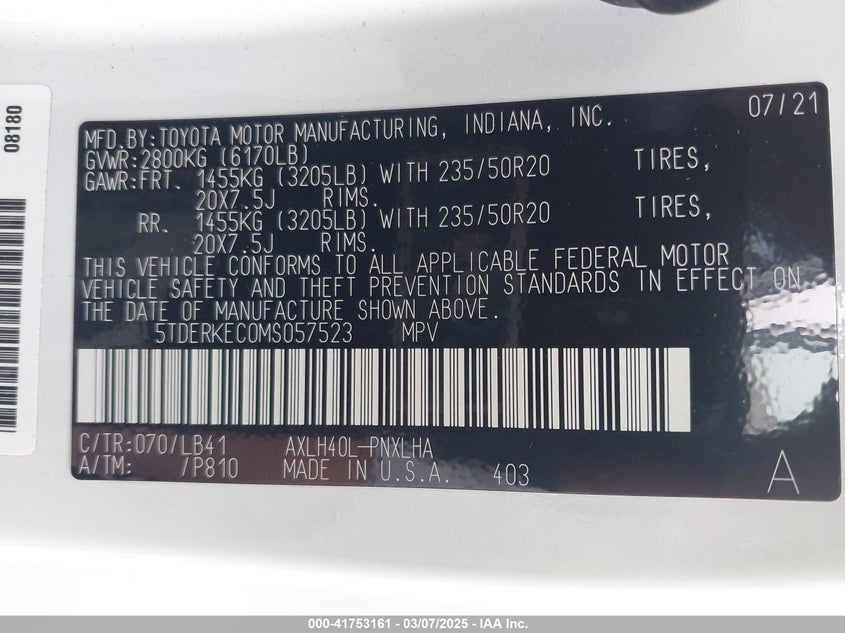 08180
07/21
MFD.BY:TOYOTA MOTOR MANUFACTURING, INDIANA, INC.
GVWR:2800KG (6170LB)
GAWR:FRT. 1455KG (3205LB) WITH 235/50R20 TIRES,
20X7.5J RIMS.
RR. 1455KG (3205LB) WITH 235/50R20 TIRES,
20X7.5J RIMS.
THIS VEHICLE CONFORMS TO ALL APPLICABLE FEDERAL MOTOR
VEHICLE SAFETY AND THEFT PREVENTION STANDARDS IN EFFECT ON
THE DATE OF MANUFACTURE SHOWN ABOVE.
5TDERKEC0MS057523 MPV
C/TR:070/LB41 AXLH40L-PNXLHA
A/TM: /P810 MADE IN U.S.A. 403 A
000-41753161 - 03/07/2025 - IAA Inc.